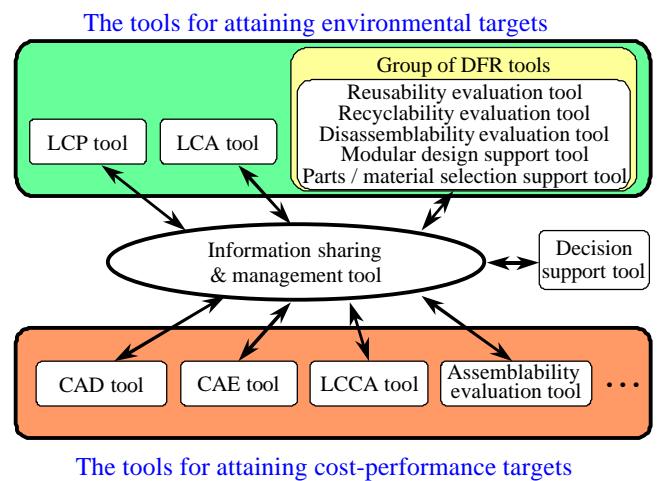 The tools for attaining environmental targets
Group of DFR tools
Reusability evaluation tool
Recyclability evaluation tool
Disassemblability evaluation tool
Modular design support tool
Parts / material selection support tool
LCP tool
LCA tool
Information sharing
& management tool
Decision
support tool
CAD tool
CAE tool
LCCA tool
Assemblability
evaluation tool
...
The tools for attaining cost-performance targets